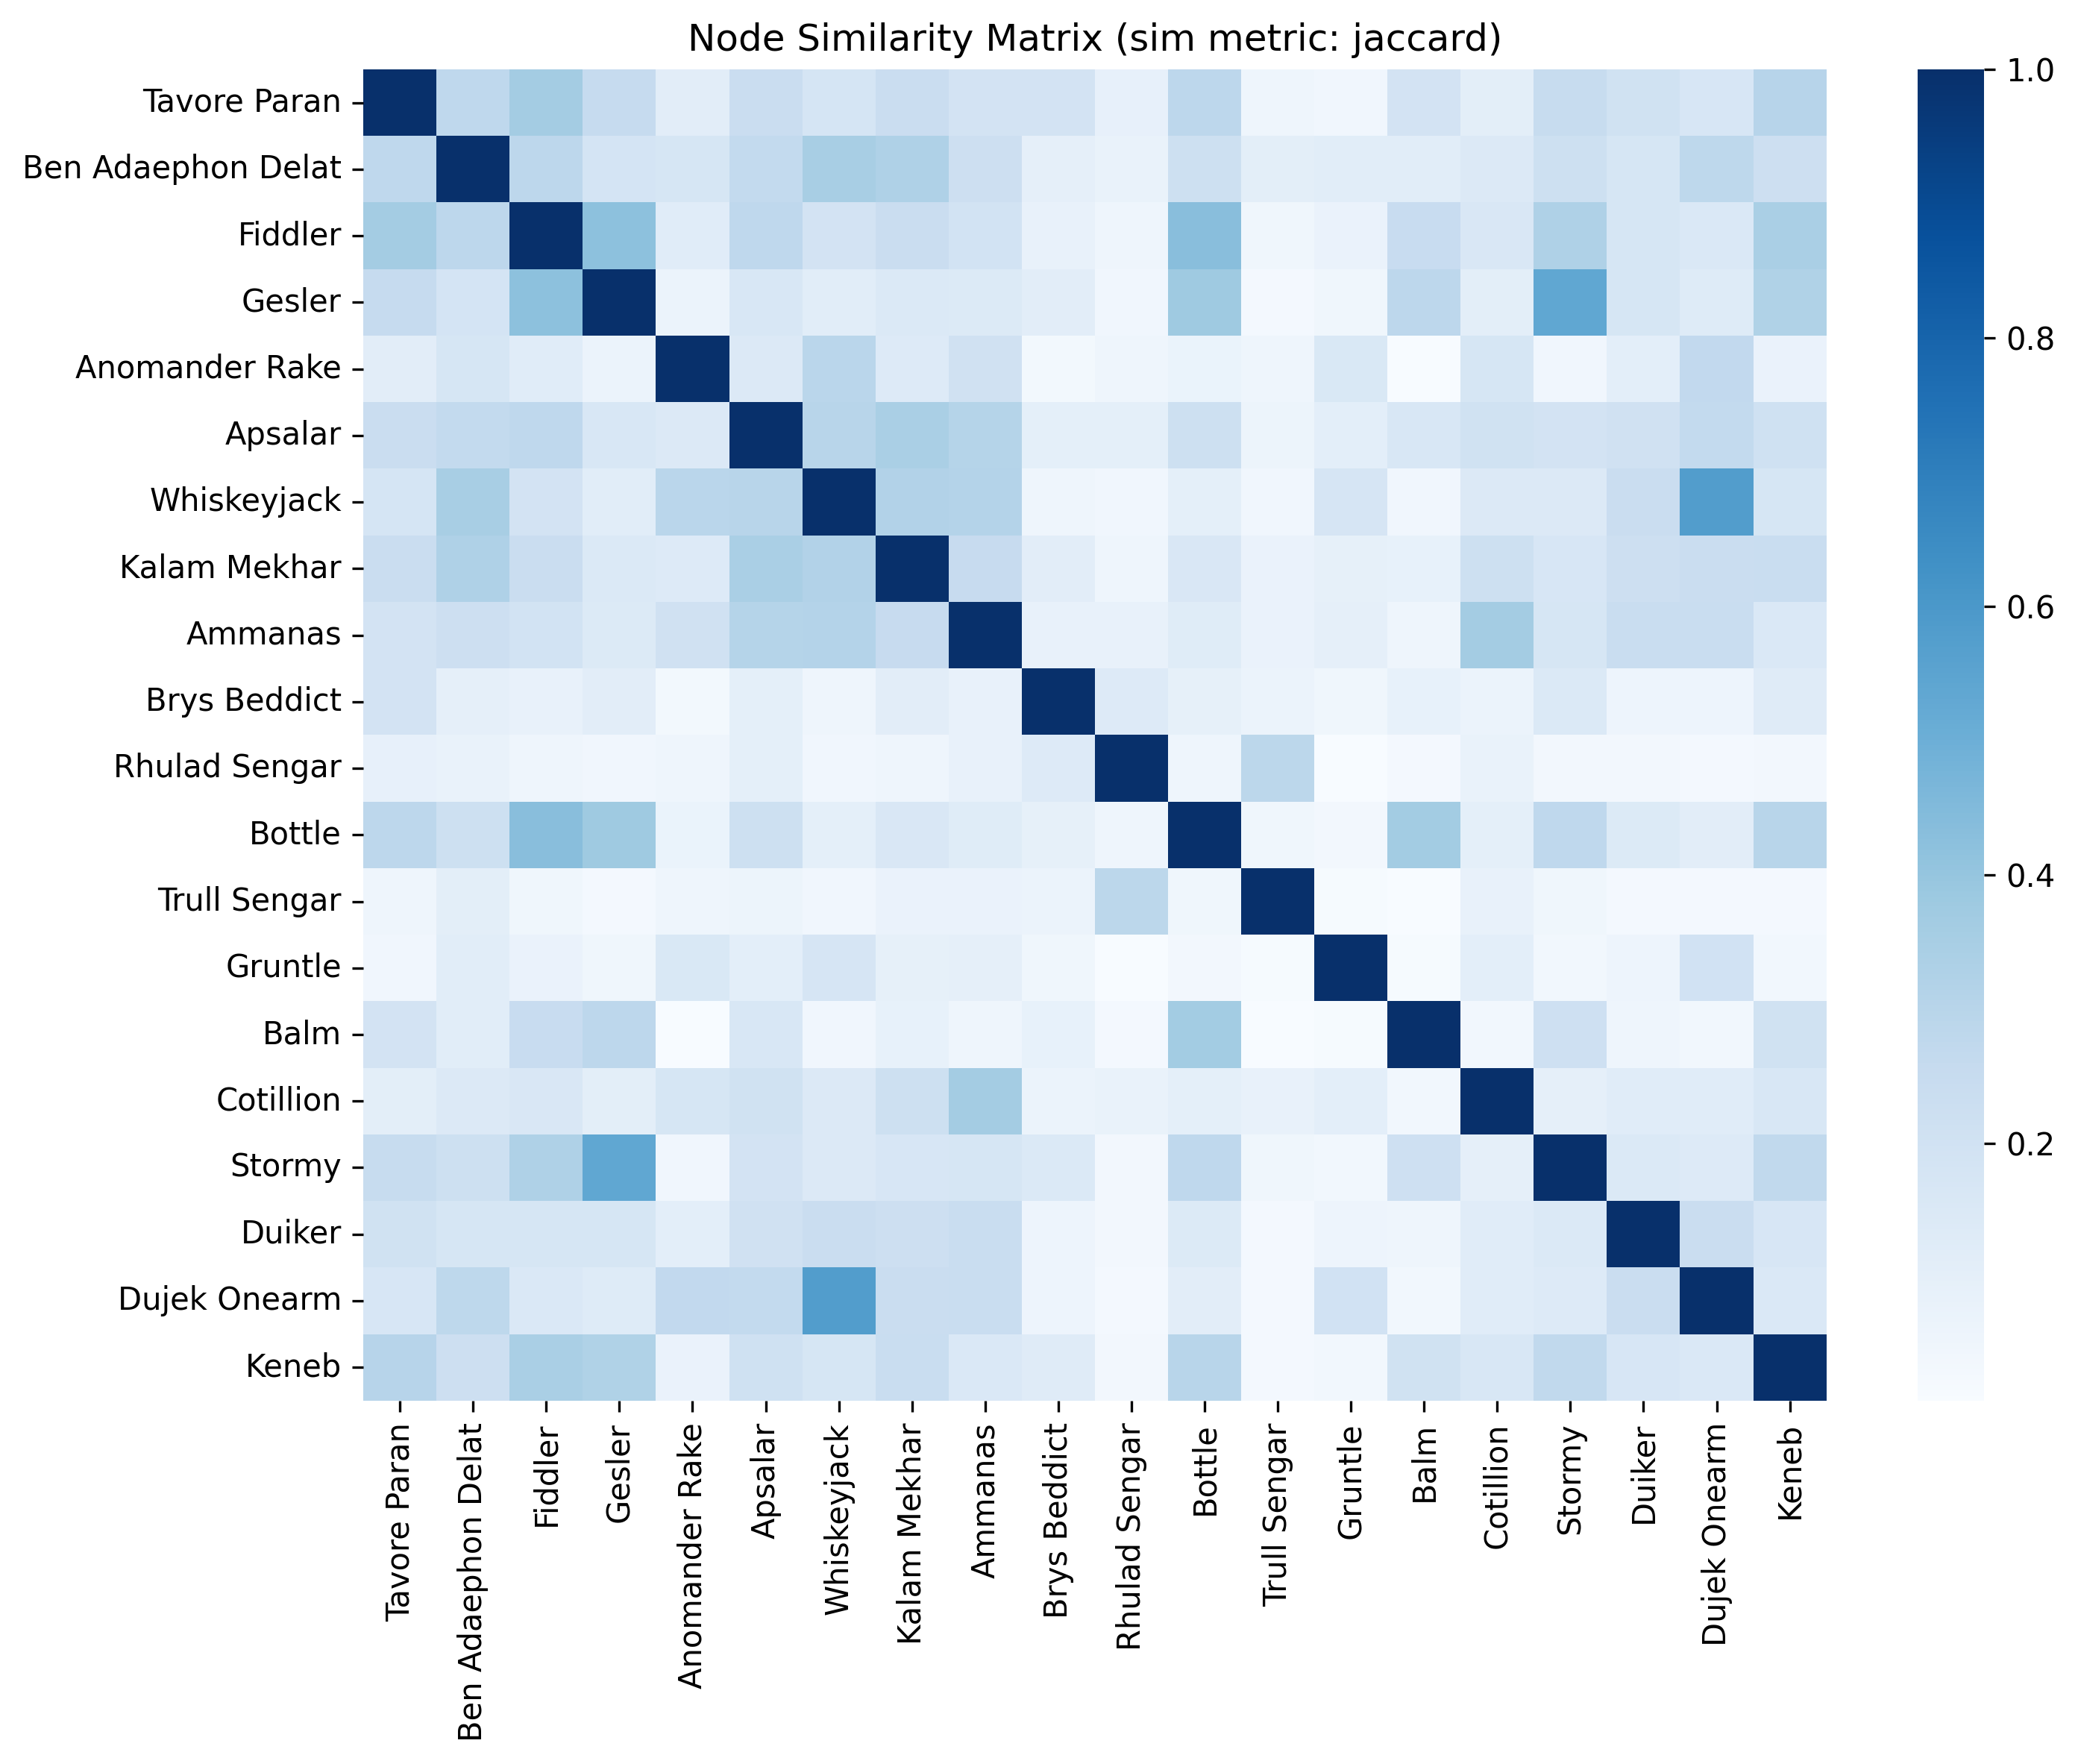 Node Similarity Matrix (sim metric: jaccard)
Tavore Paran
Ben Adaephon Delat
Fiddler
Gesler
Anomander Rake
Apsalar
Whiskeyjack
Kalam Mekhar
Ammanas
Brys Beddict
Rhulad Sengar
Bottle
Trull Sengar
Gruntle
Balm
Cotillion
Stormy
Duiker
Dujek Onearm
Keneb
Tavore Paran
Ben Adaephon Delat
Fiddler
Gesler
Anomander Rake
Apsalar
Whiskeyjack
Kalam Mekhar
Ammanas
Brys Beddict
Rhulad Sengar
Bottle
Trull Sengar
Gruntle
Balm
Cotillion
Stormy
Duiker
Dujek Onearm
Keneb
1.0
0.8
0.6
0.4
0.2